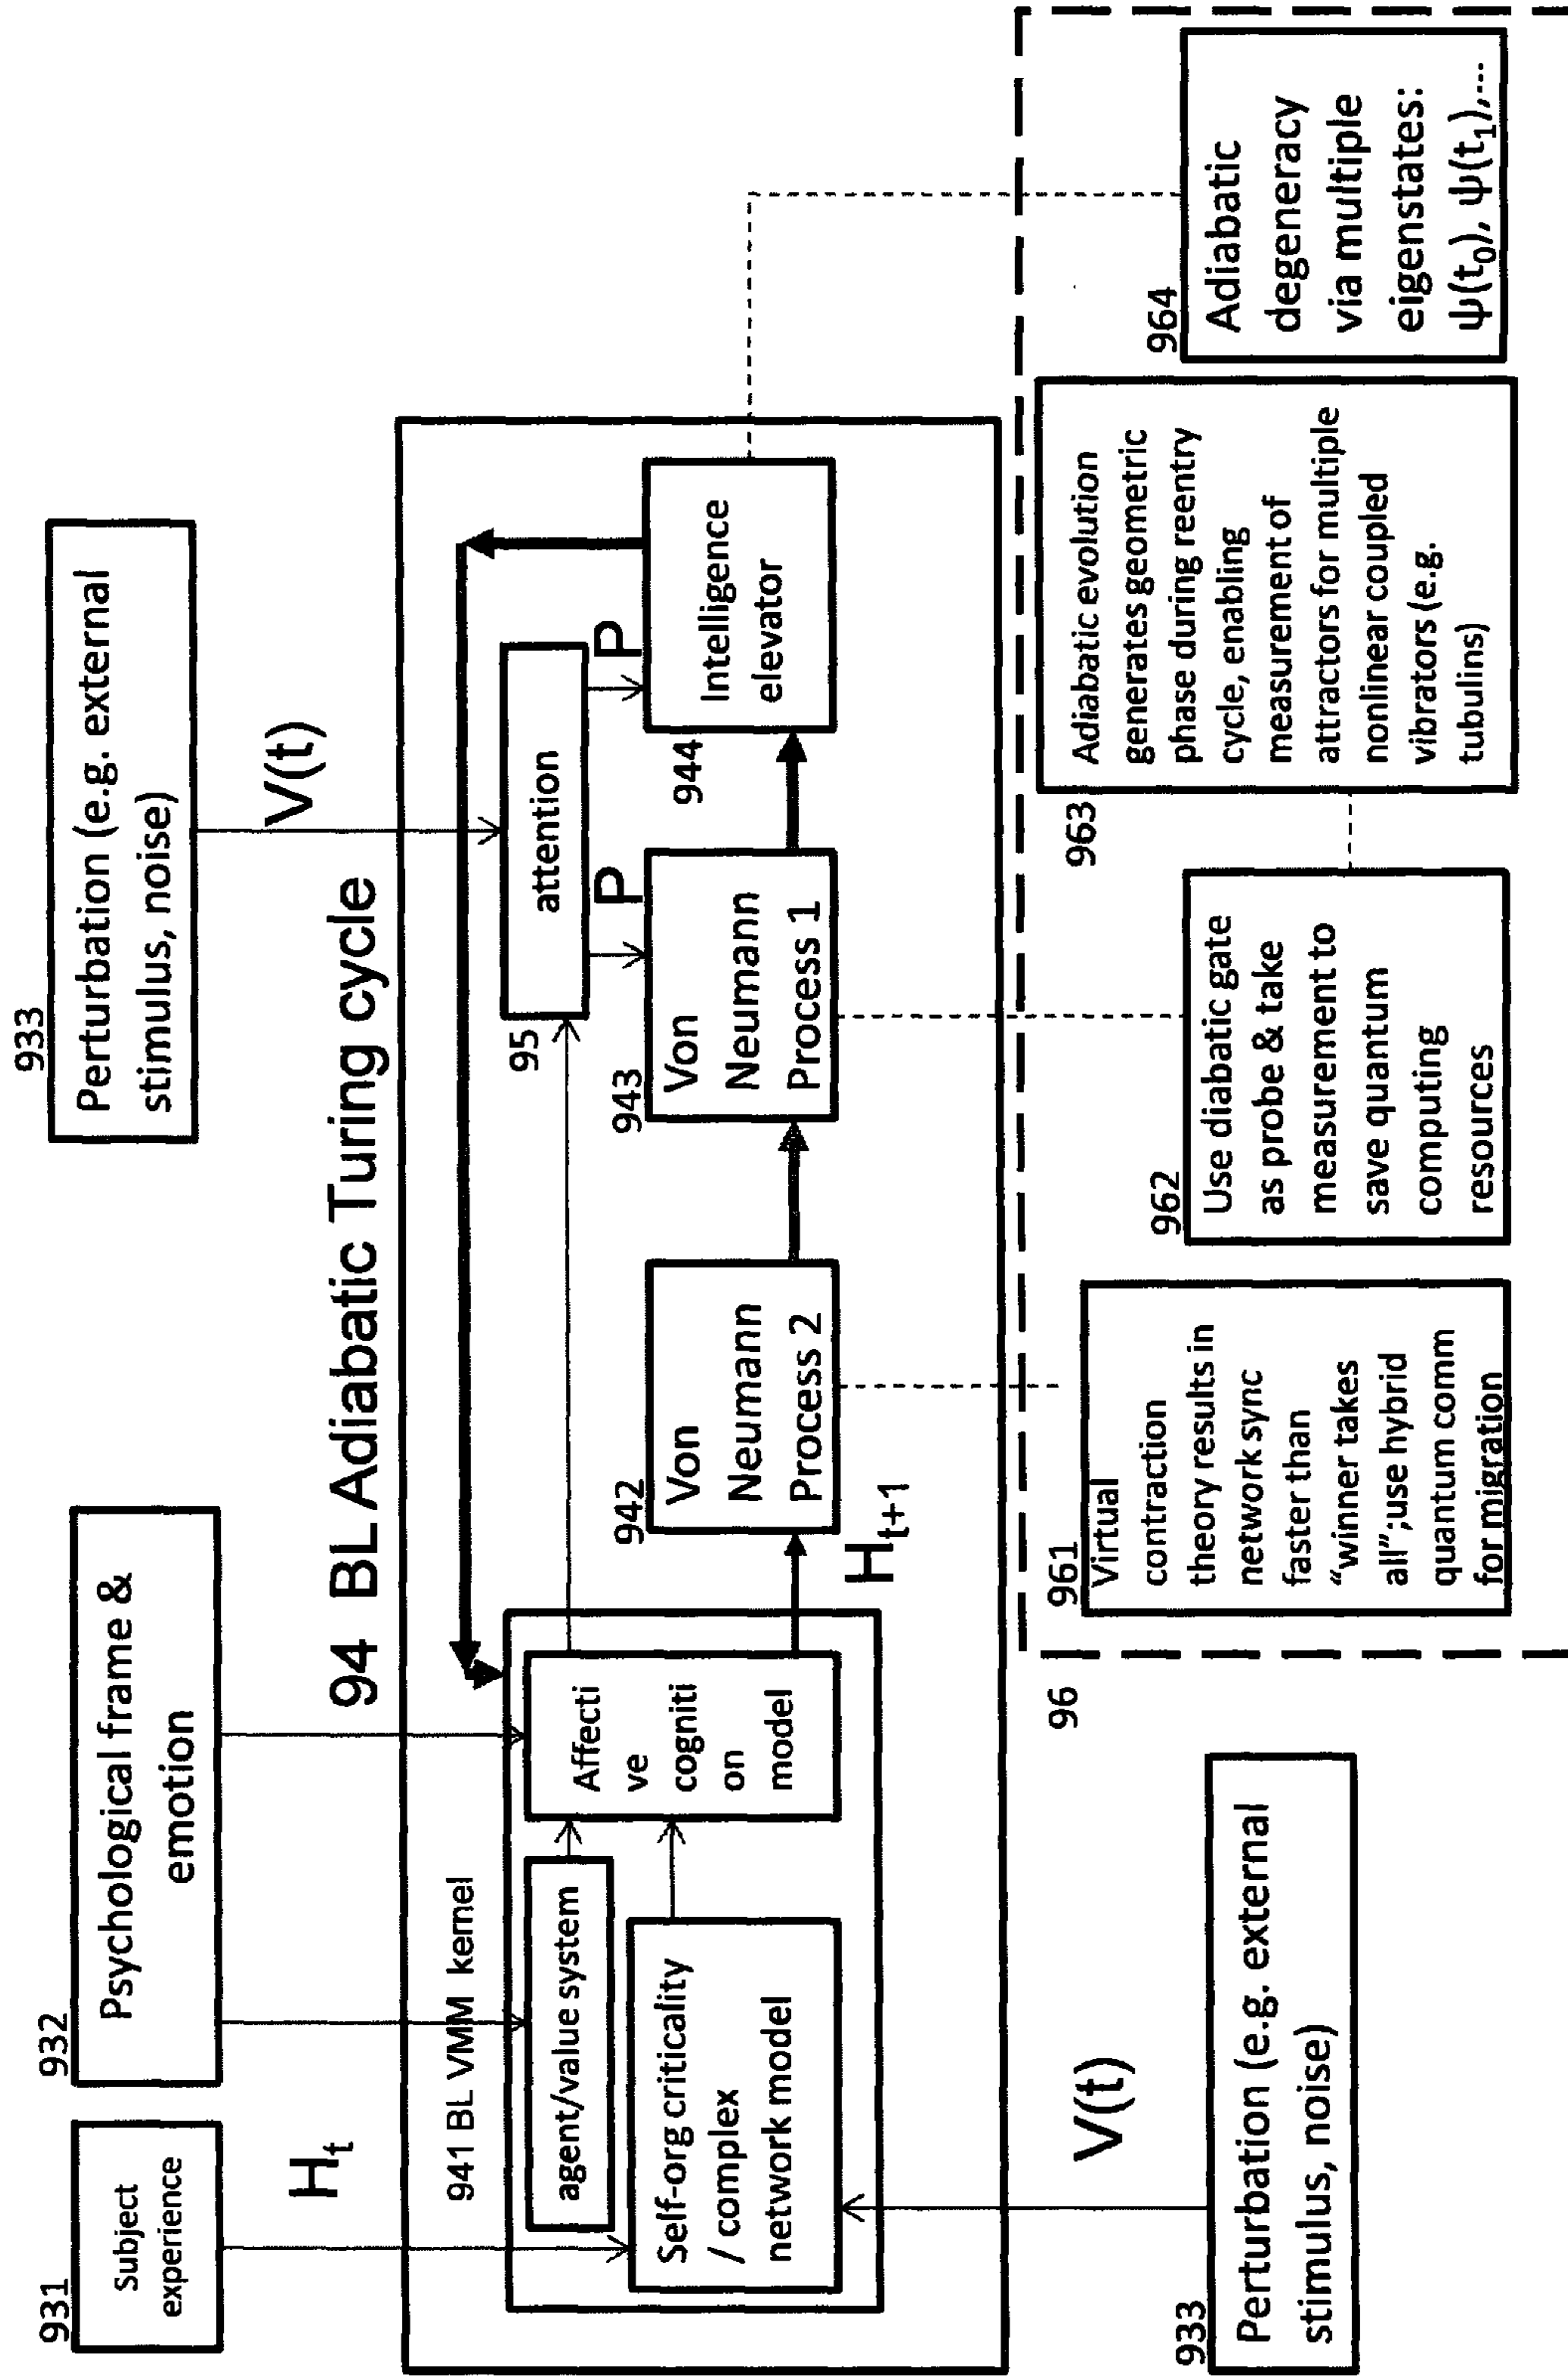 931
Subject
experience
932
Psychological frame &
emotion
933
Perturbation (e.g. external
stimulus, noise)
H_t
V(t)
94 BL Adiabatic Turing cycle
941 BL VMM kernel
agent/value system
Self-org criticality
/ complex
network model
Affecti
ve
cogniti
on
model
H_{t+1}
942
Von
Neumann
Process 2
95
attention
P
P
943
Von
Neumann
Process 1
944
Intelligence
elevator
933
Perturbation (e.g. external
stimulus, noise)
V(t)
96
961
Virtual
contraction
theory results in
network sync
faster than
“winner takes
all”;use hybrid
quantum comm
for migration
962
Use diabatic gate
as probe & take
measurement to
save quantum
computing
resources
963
Adiabatic evolution
generates geometric
phase during reentry
cycle, enabling
measurement of
attractors for multiple
nonlinear coupled
vibrators (e.g.
tubulins)
964
Adiabatic
degeneracy
via multiple
eigenstates:
Ψ(t₀), Ψ(t₁),...